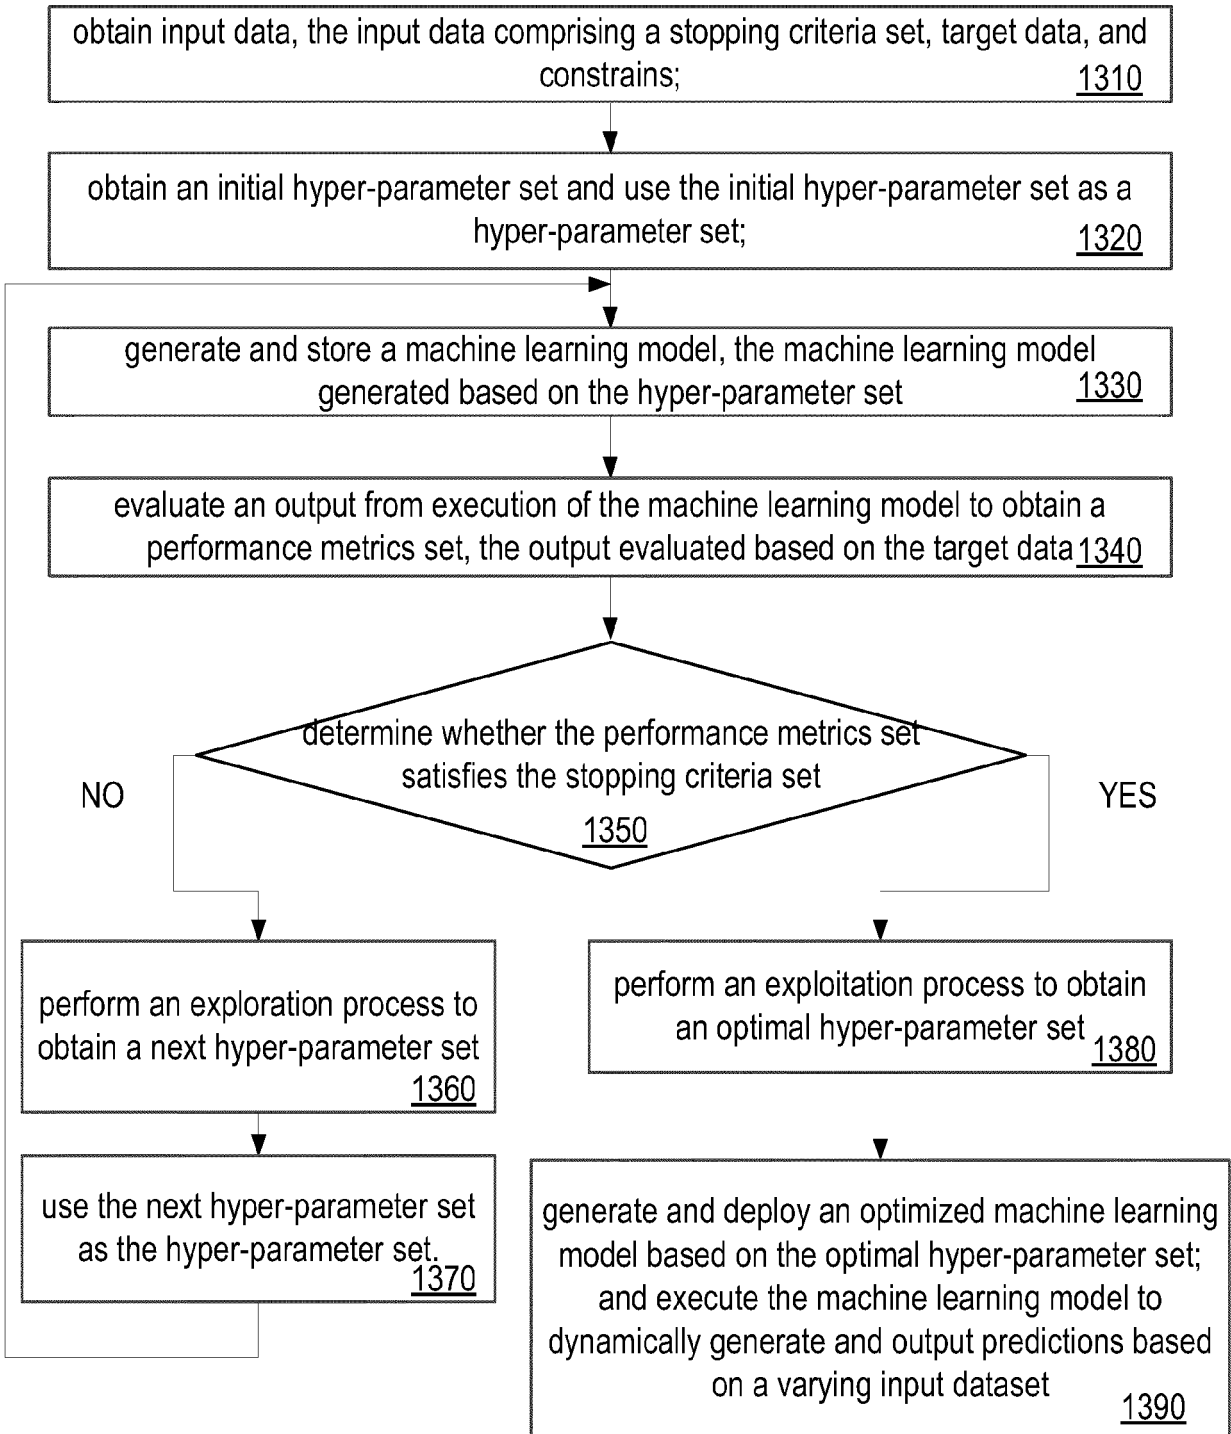 obtain input data, the input data comprising a stopping criteria set, target data, and
constrains;
1310
obtain an initial hyper-parameter set and use the initial hyper-parameter set as a
hyper-parameter set;
1320
generate and store a machine learning model, the machine learning model
generated based on the hyper-parameter set
1330
evaluate an output from execution of the machine learning model to obtain a
performance metrics set, the output evaluated based on the target data
1340
determine whether the performance metrics set
satisfies the stopping criteria set
1350
NO
YES
perform an exploration process to
obtain a next hyper-parameter set
1360
use the next hyper-parameter set
as the hyper-parameter set.
1370
perform an exploitation process to obtain
an optimal hyper-parameter set
1380
generate and deploy an optimized machine learning
model based on the optimal hyper-parameter set;
and execute the machine learning model to
dynamically generate and output predictions based
on a varying input dataset
1390